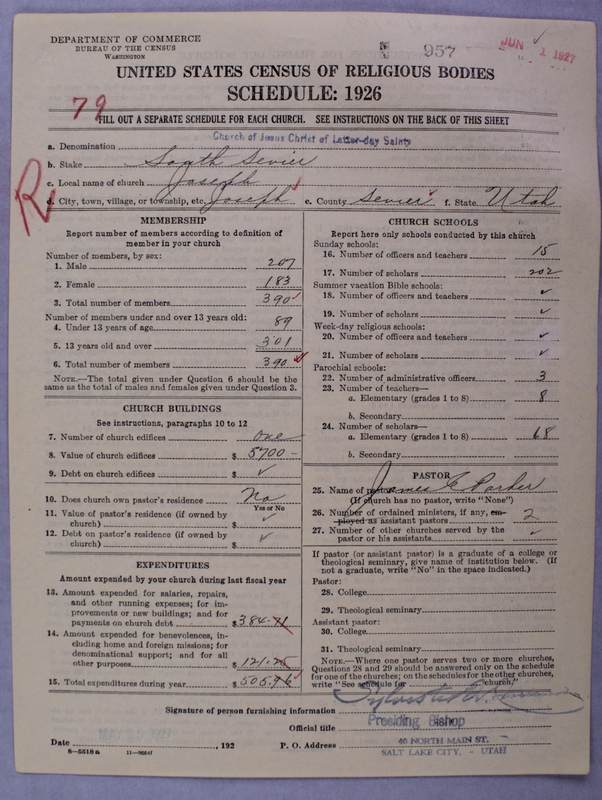 DEPARTMENT OF COMMERCE
BUREAU OF THE CENSUS
WASHINGTON
957
JUN 1 1927
UNITED STATES CENSUS OF RELIGIOUS BODIES
SCHEDULE: 1926
79
FILL OUT A SEPARATE SCHEDULE FOR EACH CHURCH. SEE INSTRUCTIONS ON THE BACK OF THIS SHEET
Church of Jesus Christ of Latter-day Saints
a. Denomination
b. Stake South Sevier
c. Local name of church Joseph
R
d. City, town, village, or township, etc. Joseph e. County Sevier f. State Utah
MEMBERSHIP
Report number of members according to definition of
member in your church
Number of members, by sex:
1. Male 207
2. Female 183
3. Total number of members 390
Number of members under and over 13 years old:
4. Under 13 years of age 89
5. 13 years old and over 301
6. Total number of members 390
NOTE.—The total given under Question 6 should be the
same as the total of males and females given under Question 3.
CHURCH BUILDINGS
See instructions, paragraphs 10 to 12
7. Number of church edifices one
8. Value of church edifices $ 5700 -
9. Debt on church edifices $ ✓
10. Does church own pastor's residence No
Yes or No
11. Value of pastor's residence (if owned by
church) $ ✓
12. Debt on pastor's residence (if owned by
church) $ ✓
EXPENDITURES
Amount expended by your church during last fiscal year
13. Amount expended for salaries, repairs,
and other running expenses; for im-
provements or new buildings; and for
payments on church debt $ 384.71
14. Amount expended for benevolences, in-
cluding home and foreign missions; for
denominational support; and for all
other purposes $ 121.25
15. Total expenditures during year $ 505.96
CHURCH SCHOOLS
Report here only schools conducted by this church
Sunday schools:
16. Number of officers and teachers 15
17. Number of scholars 202
Summer vacation Bible schools:
18. Number of officers and teachers ✓
19. Number of scholars ✓
Week-day religious schools:
20. Number of officers and teachers ✓
21. Number of scholars ✓
Parochial schools:
22. Number of administrative officers 3
23. Number of teachers—
a. Elementary (grades 1 to 8) 8
b. Secondary
24. Number of scholars—
a. Elementary (grades 1 to 8) 68
b. Secondary
PASTOR
25. Name of pastor James E Parker
(If church has no pastor, write "None")
26. Number of ordained ministers, if any, em-
ployed as assistant pastors 2
27. Number of other churches served by the
pastor or his assistants ✓
If pastor (or assistant pastor) is a graduate of a college or
theological seminary, give name of institution below. (If
not a graduate, write "No" in the space indicated.)
Pastor:
28. College
29. Theological seminary
Assistant pastor:
30. College
31. Theological seminary
NOTE.—Where one pastor serves two or more churches,
Questions 28 and 29 should be answered only on the schedule
for one of the churches; on the schedules for the other churches,
write "See schedule for church."
Signature of person furnishing information
Official title Presiding Bishop
Date , 192 P. O. Address 40 NORTH MAIN ST. -
SALT LAKE CITY, - UTAH